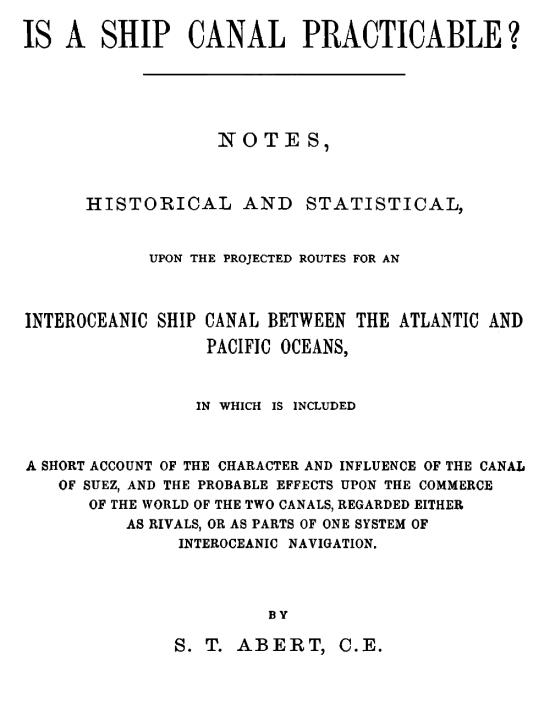 IS A SHIP CANAL PRACTICABLE?
NOTES,
HISTORICAL AND STATISTICAL,
UPON THE PROJECTED ROUTES FOR AN
INTEROCEANIC SHIP CANAL BETWEEN THE ATLANTIC AND
PACIFIC OCEANS,
IN WHICH IS INCLUDED
A SHORT ACCOUNT OF THE CHARACTER AND INFLUENCE OF THE CANAL
OF SUEZ, AND THE PROBABLE EFFECTS UPON THE COMMERCE
OF THE WORLD OF THE TWO CANALS, REGARDED EITHER
AS RIVALS, OR AS PARTS OF ONE SYSTEM OF
INTEROCEANIC NAVIGATION.
BY
S. T. ABERT, C.E.